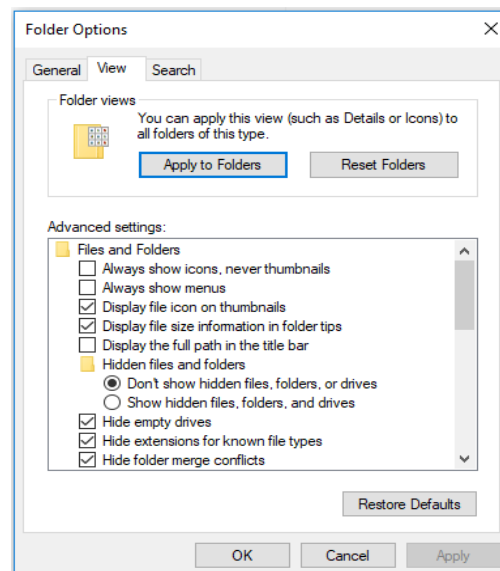 Folder Options
General View Search
Folder views
You can apply this view (such as Details or Icons) to
all folders of this type.
Apply to Folders Reset Folders
Advanced settings:
Files and Folders
Always show icons, never thumbnails
Always show menus
Display file icon on thumbnails
Display file size information in folder tips
Display the full path in the title bar
Hidden files and folders
Don't show hidden files, folders, or drives
Show hidden files, folders, and drives
Hide empty drives
Hide extensions for known file types
Hide folder merge conflicts
Restore Defaults
OK Cancel Apply